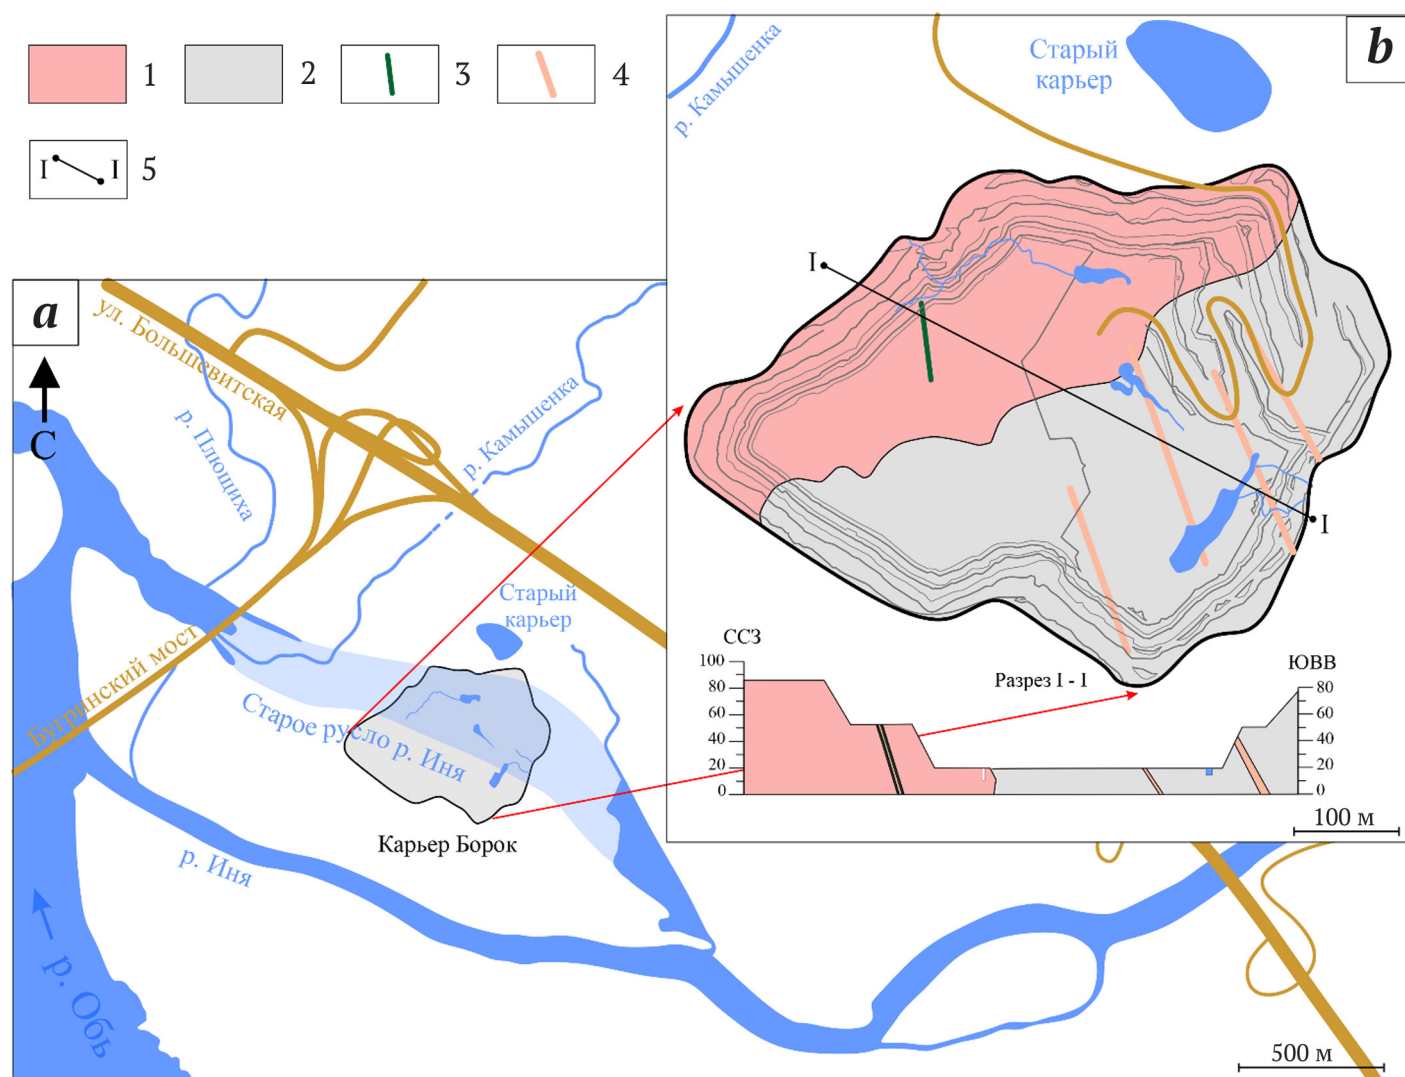 1
2
3
4
I I
5
a
С
ул. Большевитская
р. Плющиха
р. Камышенка
Старый
карьер
Бугринский мост
Старое русло р. Иня
Карьер Борок
р. Иня
р. Обь
500 м
b
р. Камышенка
Старый
карьер
I
I
ССЗ
100
80
60
40
20
0
Разрез I - I
ЮВВ
80
60
40
20
0
100 м